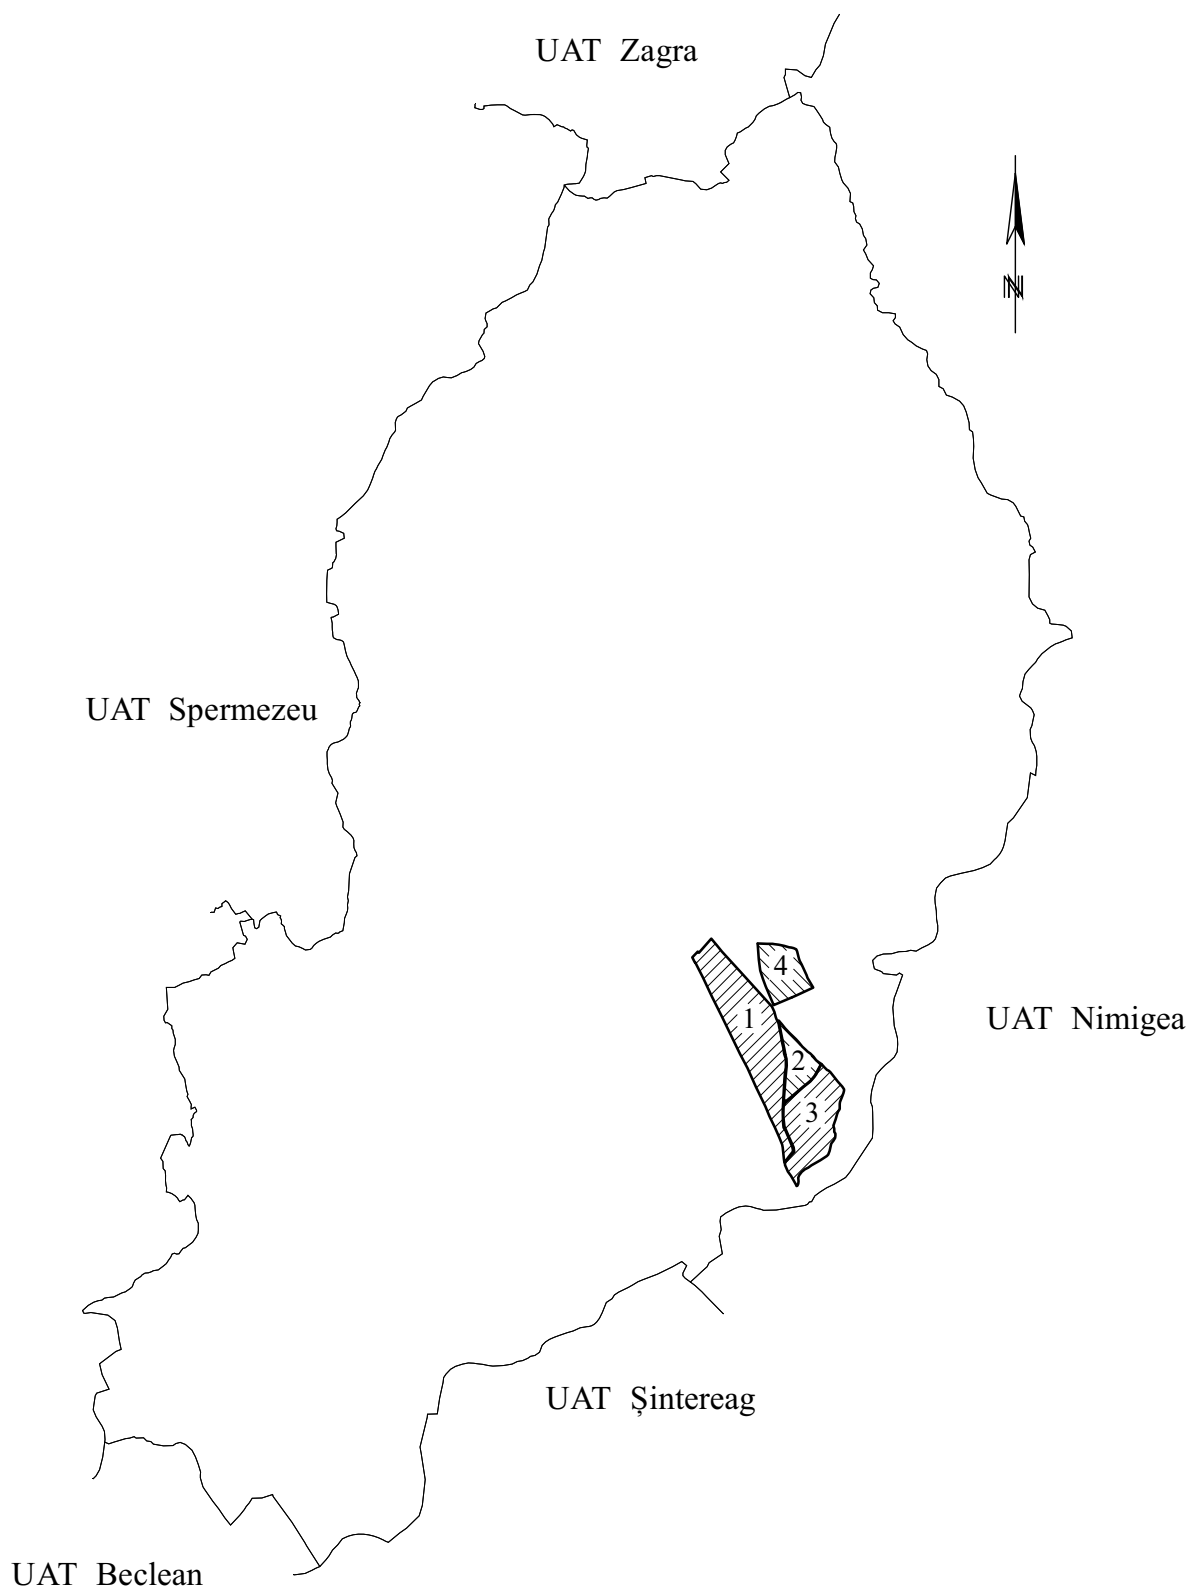 UAT Zagra
N
UAT Spermezeu
4
1
UAT Nimigea
2
3
UAT Șintereag
UAT Beclean